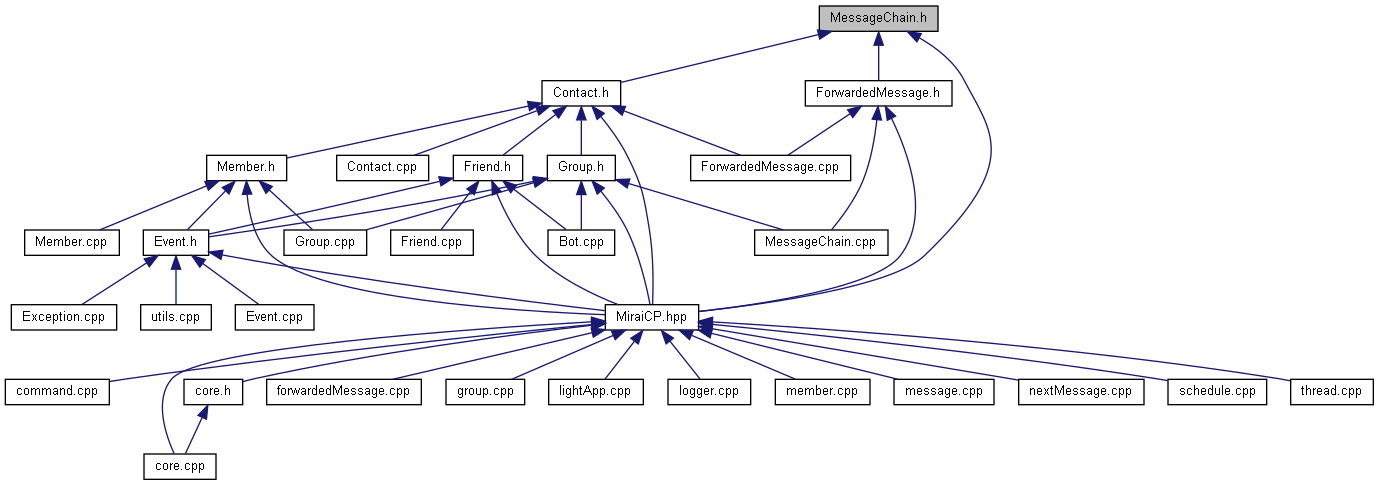 MessageChain.h
Contact.h
ForwardedMessage.h
Member.h
Contact.cpp
Friend.h
Group.h
ForwardedMessage.cpp
Member.cpp
Event.h
Group.cpp
Friend.cpp
Bot.cpp
MessageChain.cpp
Exception.cpp
utils.cpp
Event.cpp
MiraiCP.hpp
command.cpp
core.h
forwardedMessage.cpp
group.cpp
lightApp.cpp
logger.cpp
member.cpp
message.cpp
nextMessage.cpp
schedule.cpp
thread.cpp
core.cpp